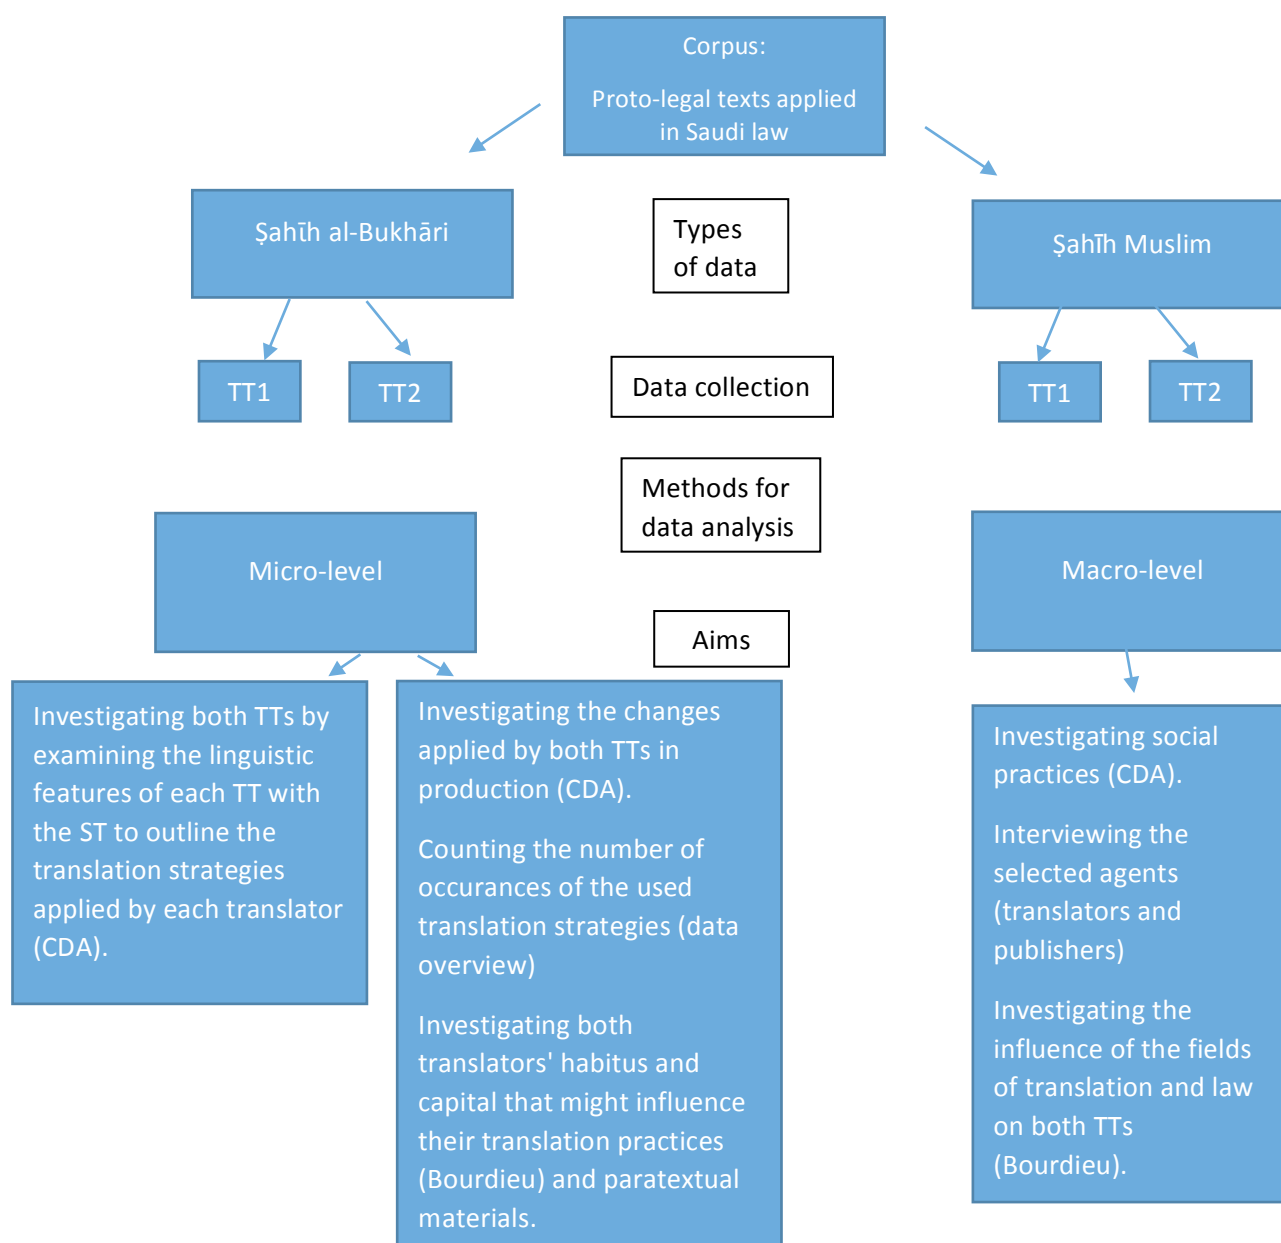 Corpus:
Proto-legal texts applied
in Saudi law
Ṣahīh al-Bukhāri
Types
of data
Ṣahīh Muslim
TT1
TT2
Data collection
TT1
TT2
Methods for
data analysis
Micro-level
Macro-level
Aims
Investigating both TTs by
examining the linguistic
features of each TT with
the ST to outline the
translation strategies
applied by each translator
(CDA).
Investigating the changes
applied by both TTs in
production (CDA).
Counting the number of
occurances of the used
translation strategies (data
overview)
Investigating both
translators' habitus and
capital that might influence
their translation practices
(Bourdieu) and paratextual
materials.
Investigating social
practices (CDA).
Interviewing the
selected agents
(translators and
publishers)
Investigating the
influence of the fields
of translation and law
on both TTs
(Bourdieu).